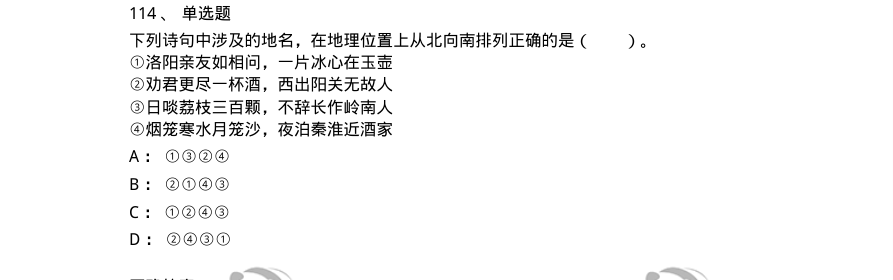 114、 单选题
下列诗句中涉及的地名，在地理位置上从北向南排列正确的是（　　）。
①洛阳亲友如相问，一片冰心在玉壶
②劝君更尽一杯酒，西出阳关无故人
③日啖荔枝三百颗，不辞长作岭南人
④烟笼寒水月笼沙，夜泊秦淮近酒家
A： ①③②④
B： ②①④③
C： ①②④③
D： ②④③①